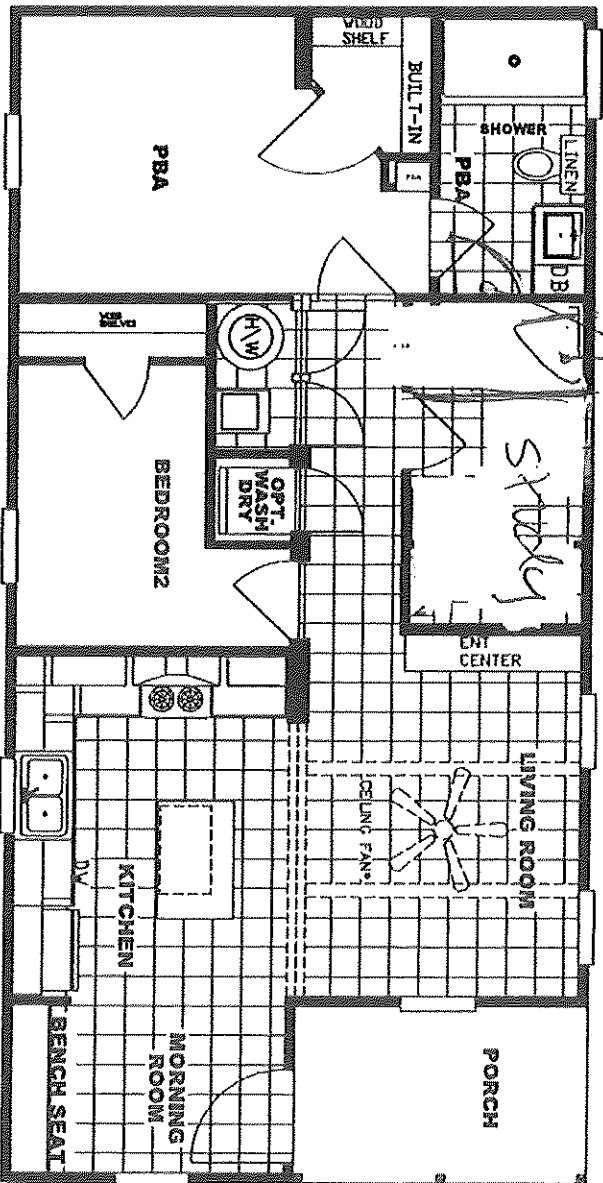 WOOD
SHELF
BUILT-IN
SHOWER
LINEN
PBA
DB
PBA
H/W
OPT.
WASH
DRY
BEDROOM2
Study
ENT
CENTER
LIVING ROOM
CEILING FAN*
KITCHEN
DW
MORNING
ROOM
BENCH SEAT
PORCH